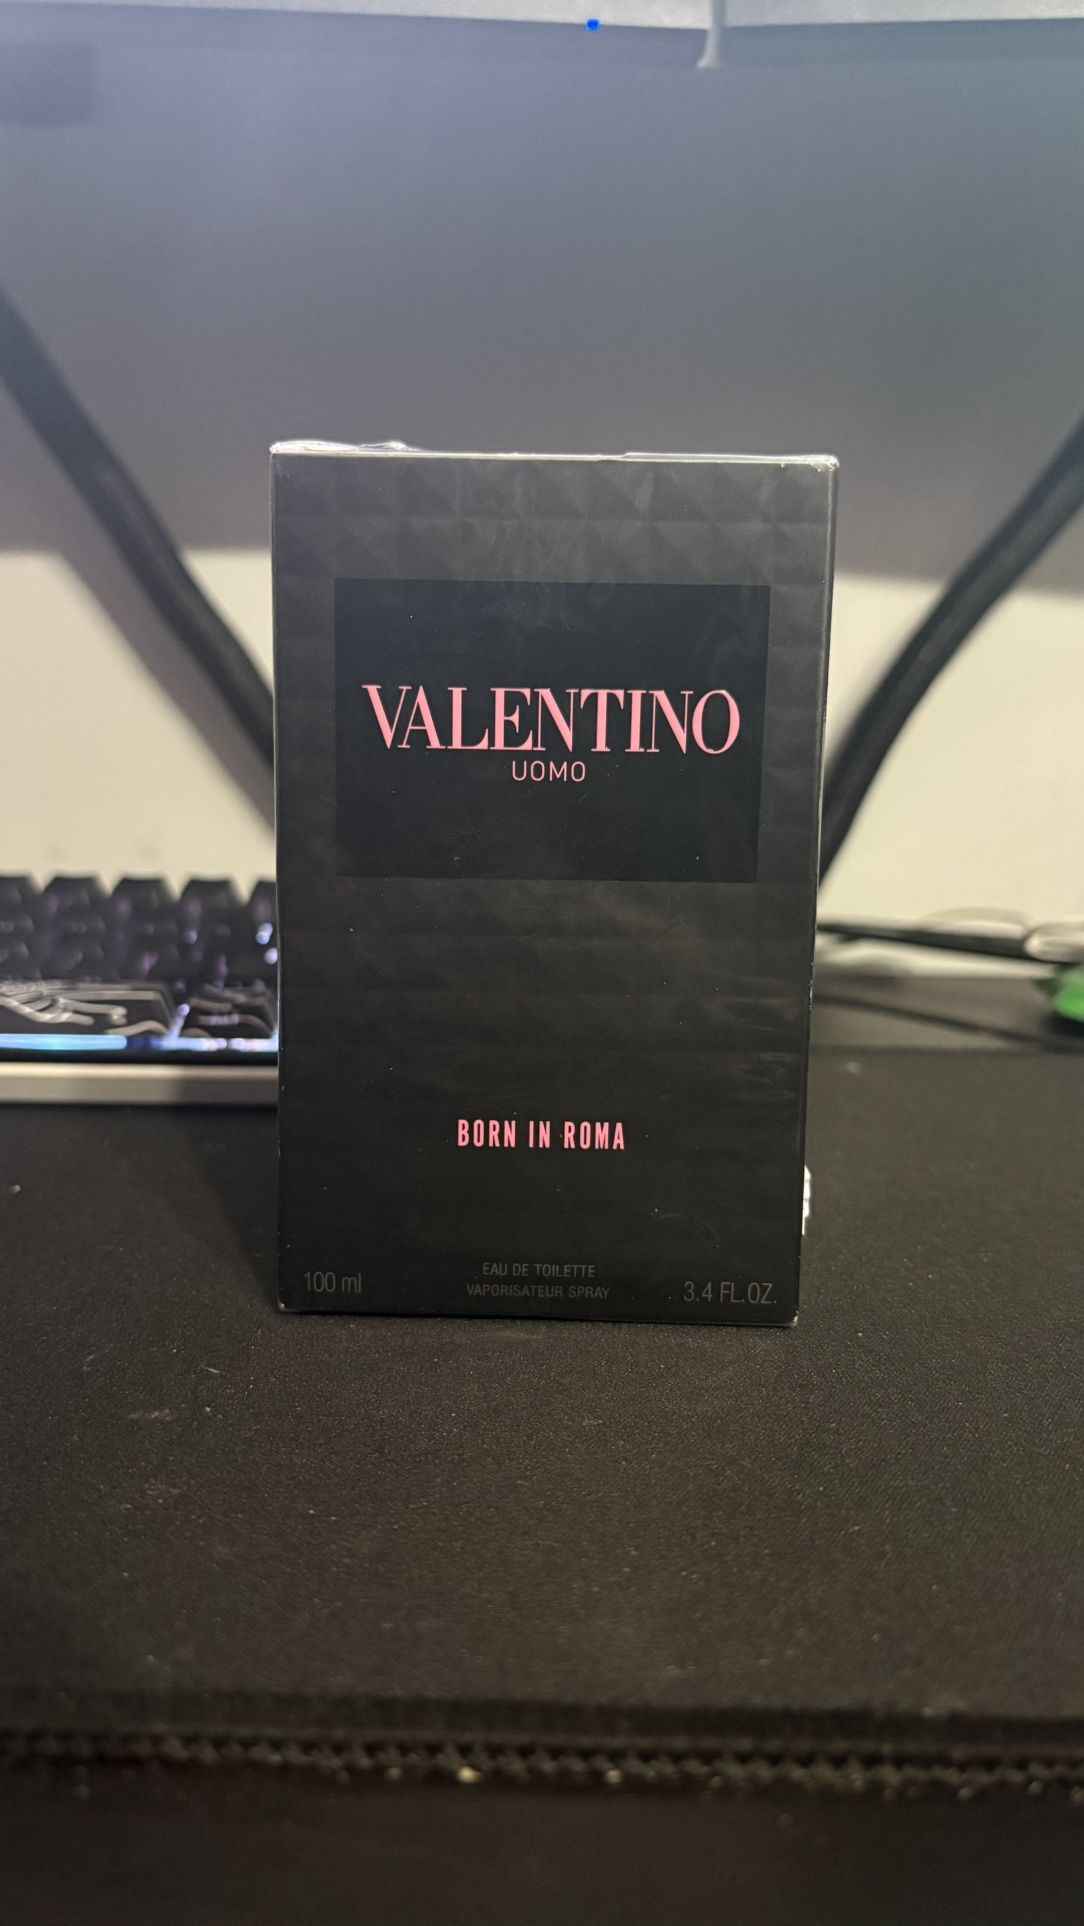 VALENTINO
UOMO
BORN IN ROMA
EAU DE TOILETTE
100 ml
VAPORISATEUR SPRAY
3.4 FL.OZ.